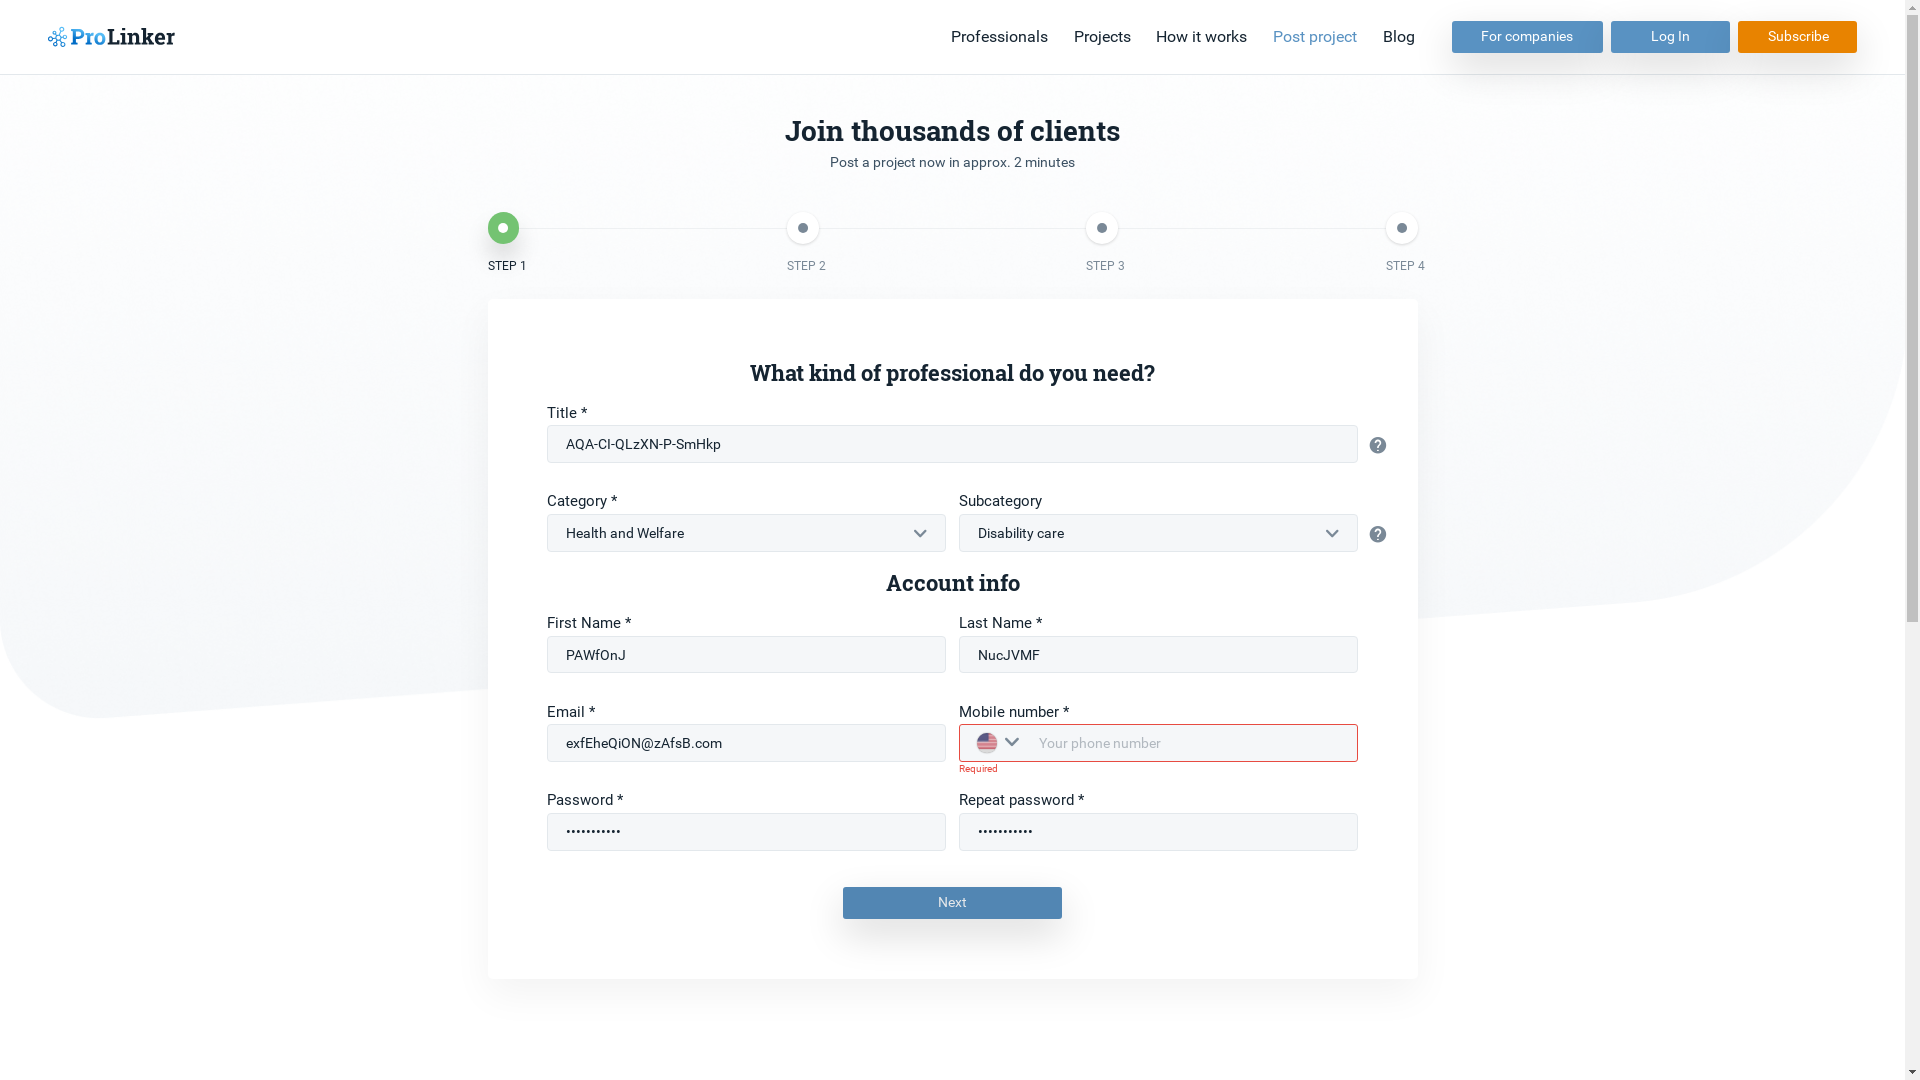 ProLinker
Professionals Projects How it works Post project Blog For companies Log In Subscribe
Join thousands of clients
Post a project now in approx. 2 minutes
STEP 1 STEP 2 STEP 3 STEP 4
What kind of professional do you need?
Title *
AQA-CI-QLzXN-P-SmHkp
Category * Subcategory
Health and Welfare Disability care
Account info
First Name * Last Name *
PAWfOnJ NucJVMF
Email * Mobile number *
exfEheQiON@zAfsB.com Your phone number
Required
Password * Repeat password *
••••••••••• •••••••••••
Next